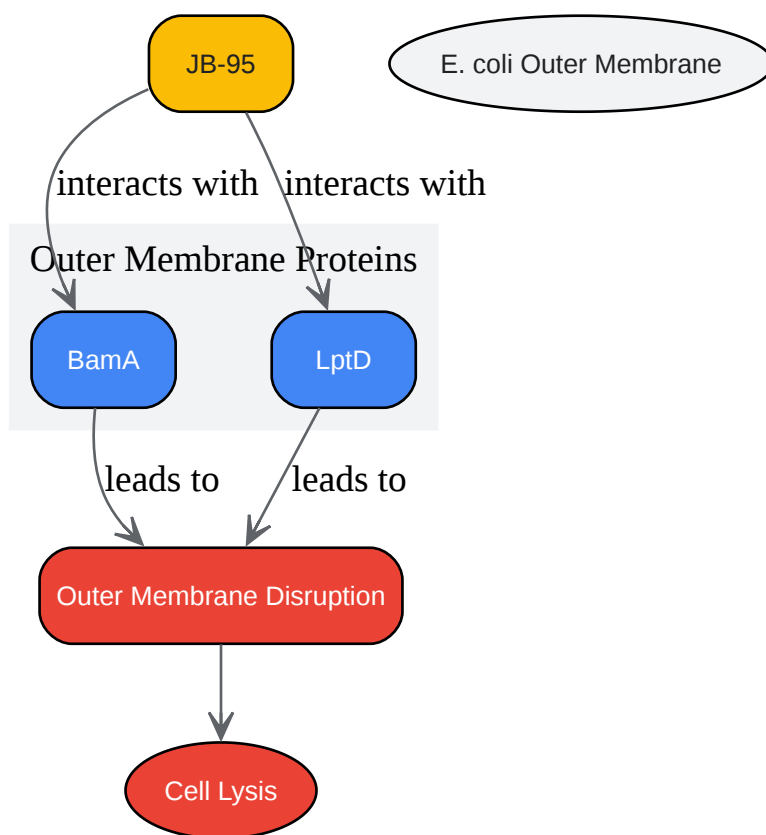 JB-95
E. coli Outer Membrane
interacts with
interacts with
Outer Membrane Proteins
BamA
LptD
leads to
leads to
Outer Membrane Disruption
Cell Lysis